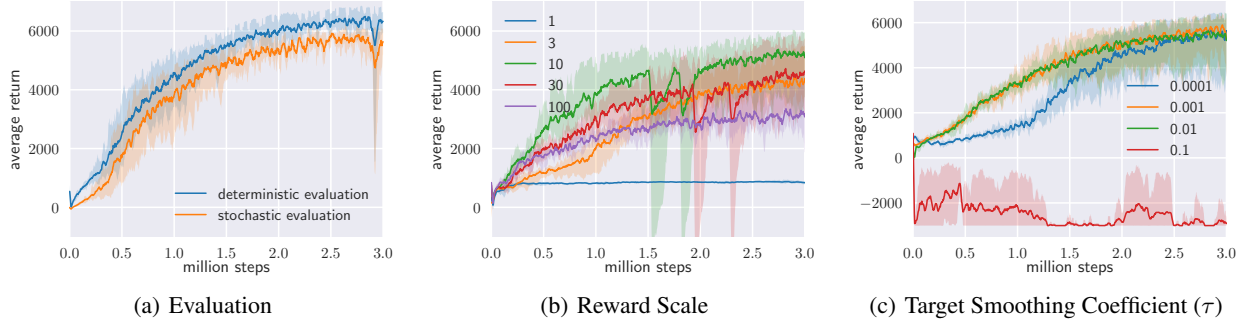 6000
4000
2000
0
average return
deterministic evaluation
stochastic evaluation
0.0 0.5 1.0 1.5 2.0 2.5 3.0
million steps
(a) Evaluation
6000
4000
2000
0
average return
1
3
10
30
100
0.0 0.5 1.0 1.5 2.0 2.5 3.0
million steps
(b) Reward Scale
6000
4000
2000
0
−2000
average return
0.0001
0.001
0.01
0.1
0.0 0.5 1.0 1.5 2.0 2.5 3.0
million steps
(c) Target Smoothing Coefficient (τ)